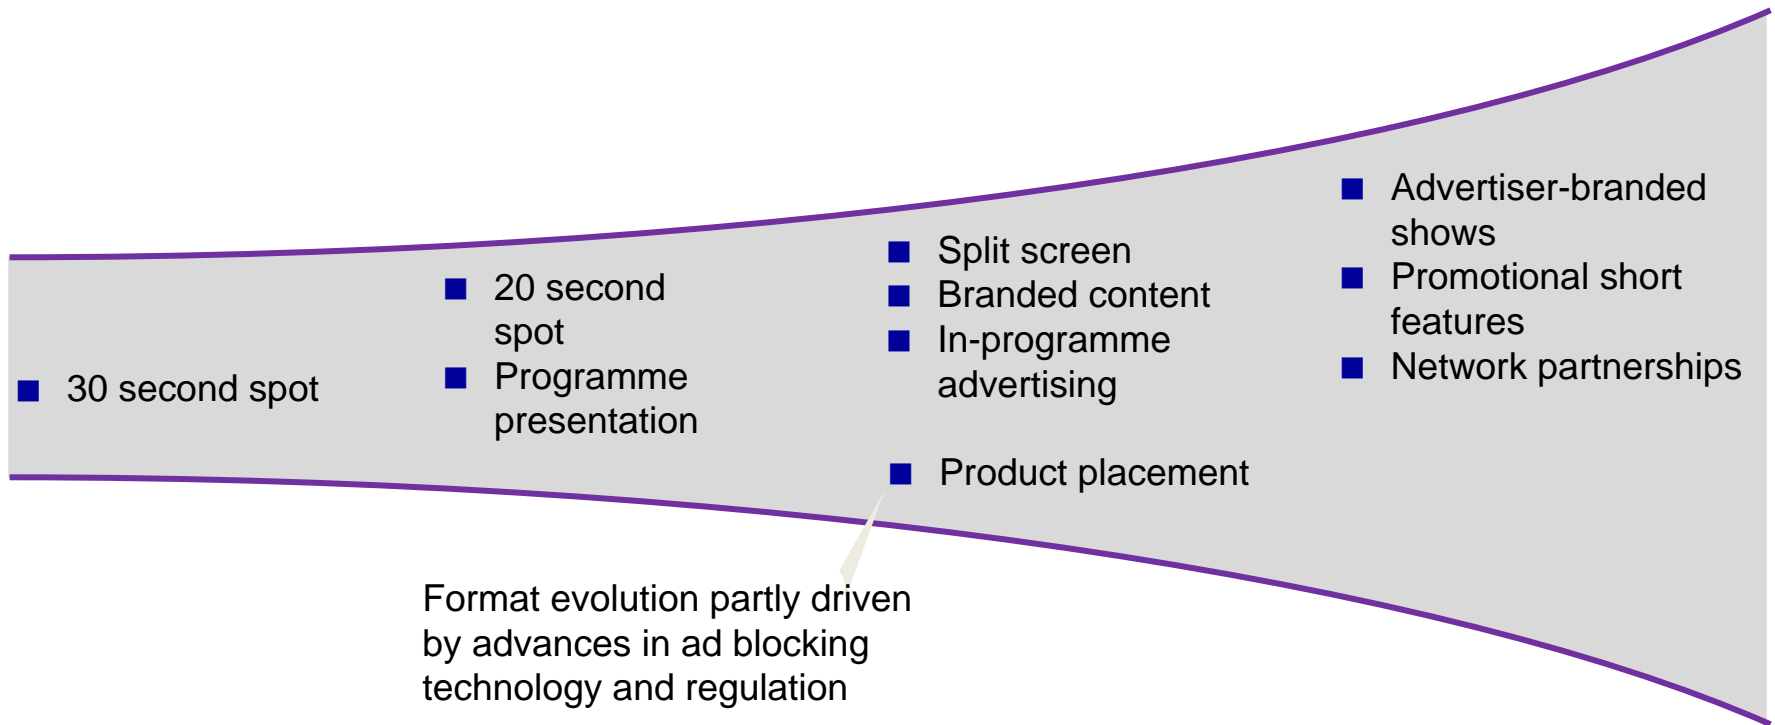 30 second spot
20 second
spot
Programme
presentation
Split screen
Branded content
In-programme
advertising
Product placement
Advertiser-branded
shows
Promotional short
features
Network partnerships
Format evolution partly driven
by advances in ad blocking
technology and regulation